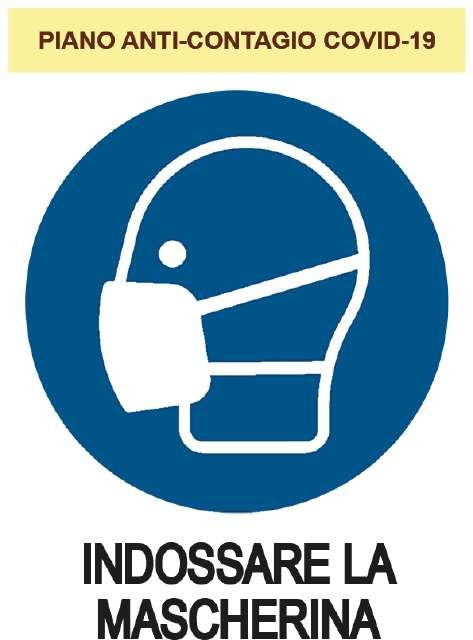 PIANO ANTI-CONTAGIO COVID-19
INDOSSARE LA
MASCHERINA